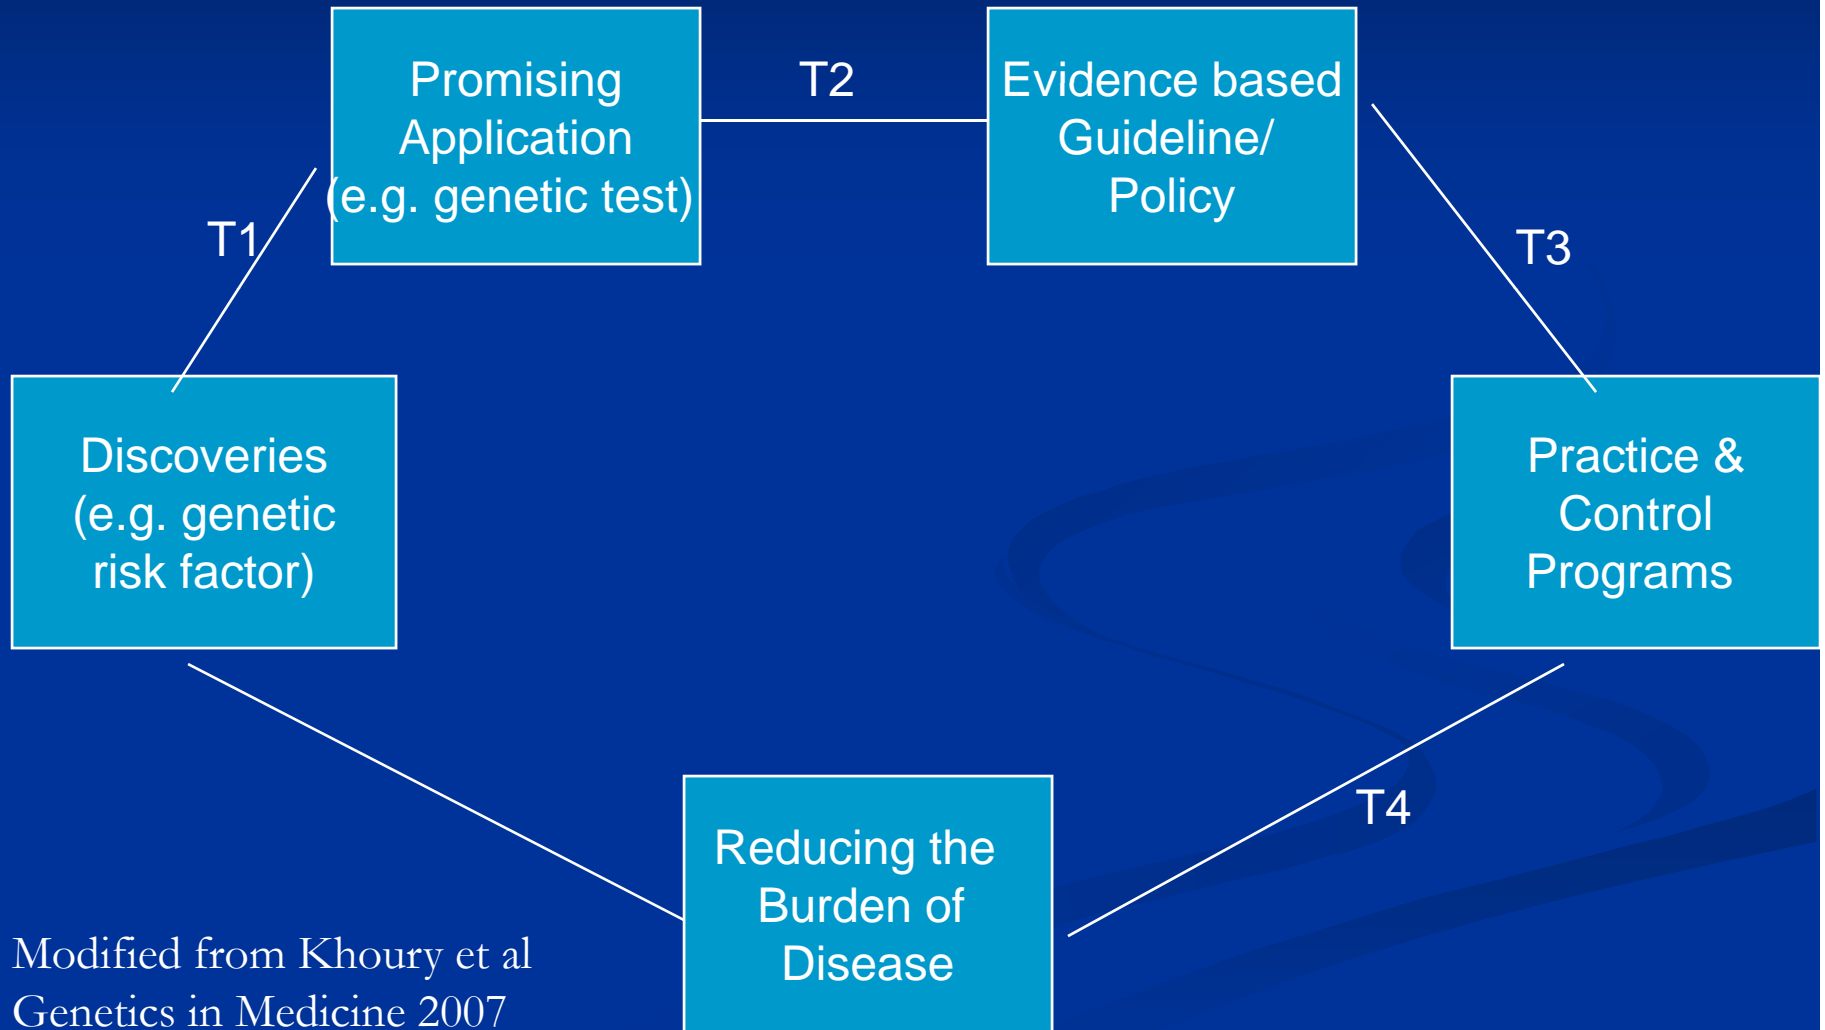 Promising
Application
(e.g. genetic test)
T2
Evidence based
Guideline/
Policy
T1
T3
Discoveries
(e.g. genetic
risk factor)
Practice &
Control
Programs
T4
Reducing the
Burden of
Disease
Modified from Khoury et al
Genetics in Medicine 2007